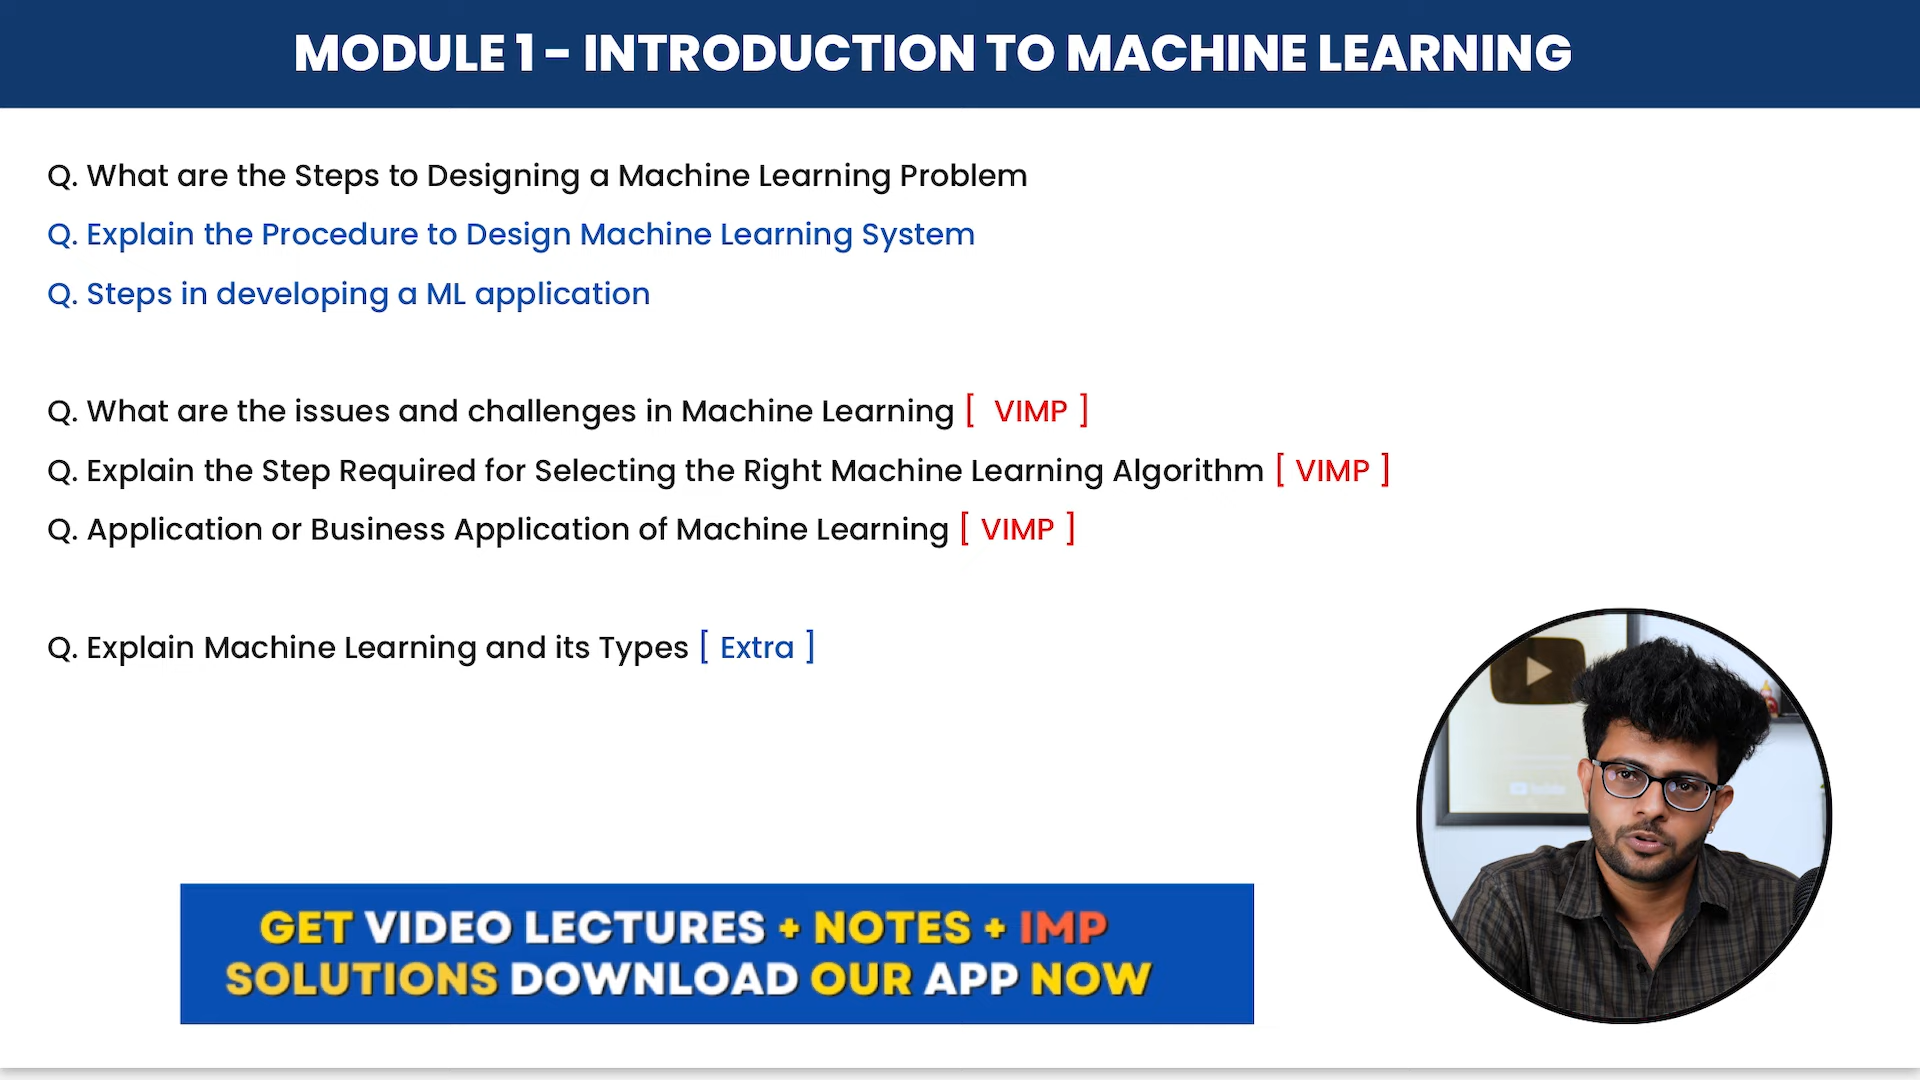 MODULE 1 - INTRODUCTION TO MACHINE LEARNING
Q. What are the Steps to Designing a Machine Learning Problem
Q. Explain the Procedure to Design Machine Learning System
Q. Steps in developing a ML application
Q. What are the issues and challenges in Machine Learning [ VIMP ]
Q. Explain the Step Required for Selecting the Right Machine Learning Algorithm [ VIMP ]
Q. Application or Business Application of Machine Learning [ VIMP ]
Q. Explain Machine Learning and its Types [ Extra ]
GET VIDEO LECTURES + NOTES + IMP
SOLUTIONS DOWNLOAD OUR APP NOW